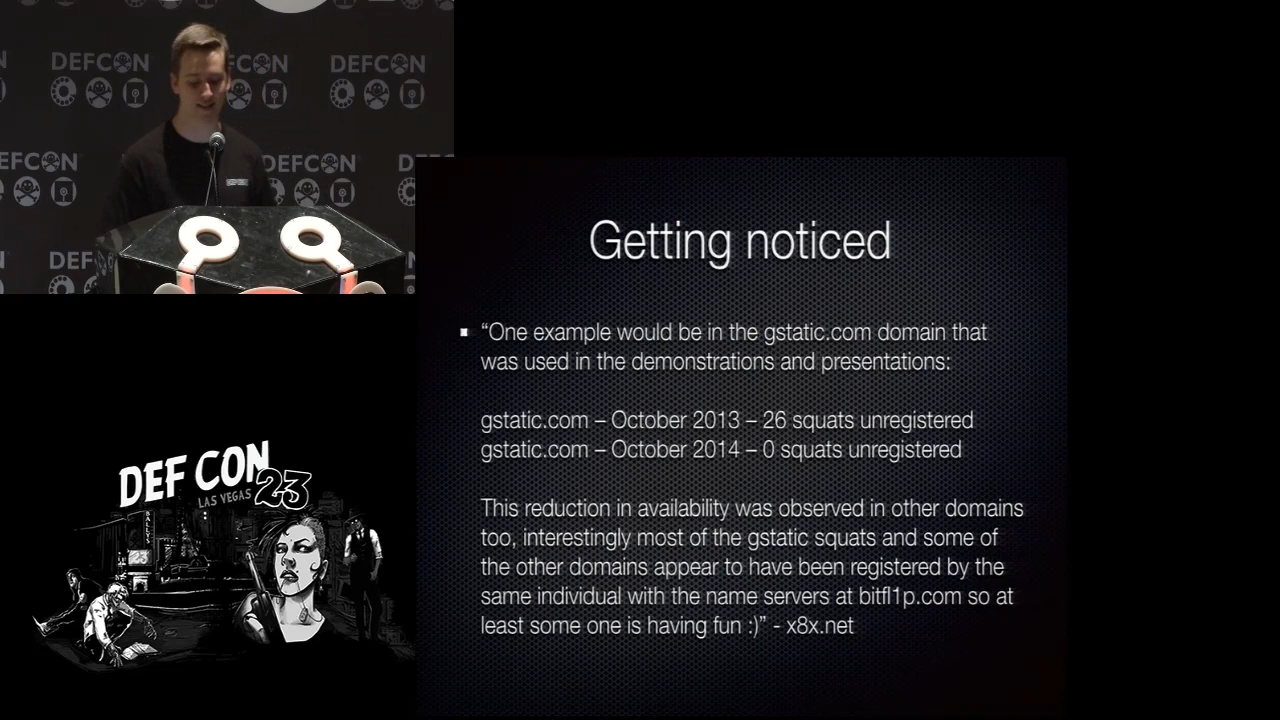 DEFCON
DEFCON
DEFCON
DEFCON
DEFCON
DEF
Getting noticed
“One example would be in the gstatic.com domain that
was used in the demonstrations and presentations:
gstatic.com – October 2013 – 26 squats unregistered
gstatic.com – October 2014 – 0 squats unregistered
This reduction in availability was observed in other domains
too, interestingly most of the gstatic squats and some of
the other domains appear to have been registered by the
same individual with the name servers at bitfl1p.com so at
least some one is having fun :)” - x8x.net
DEF CON
LAS VEGAS 23
BALLY'S